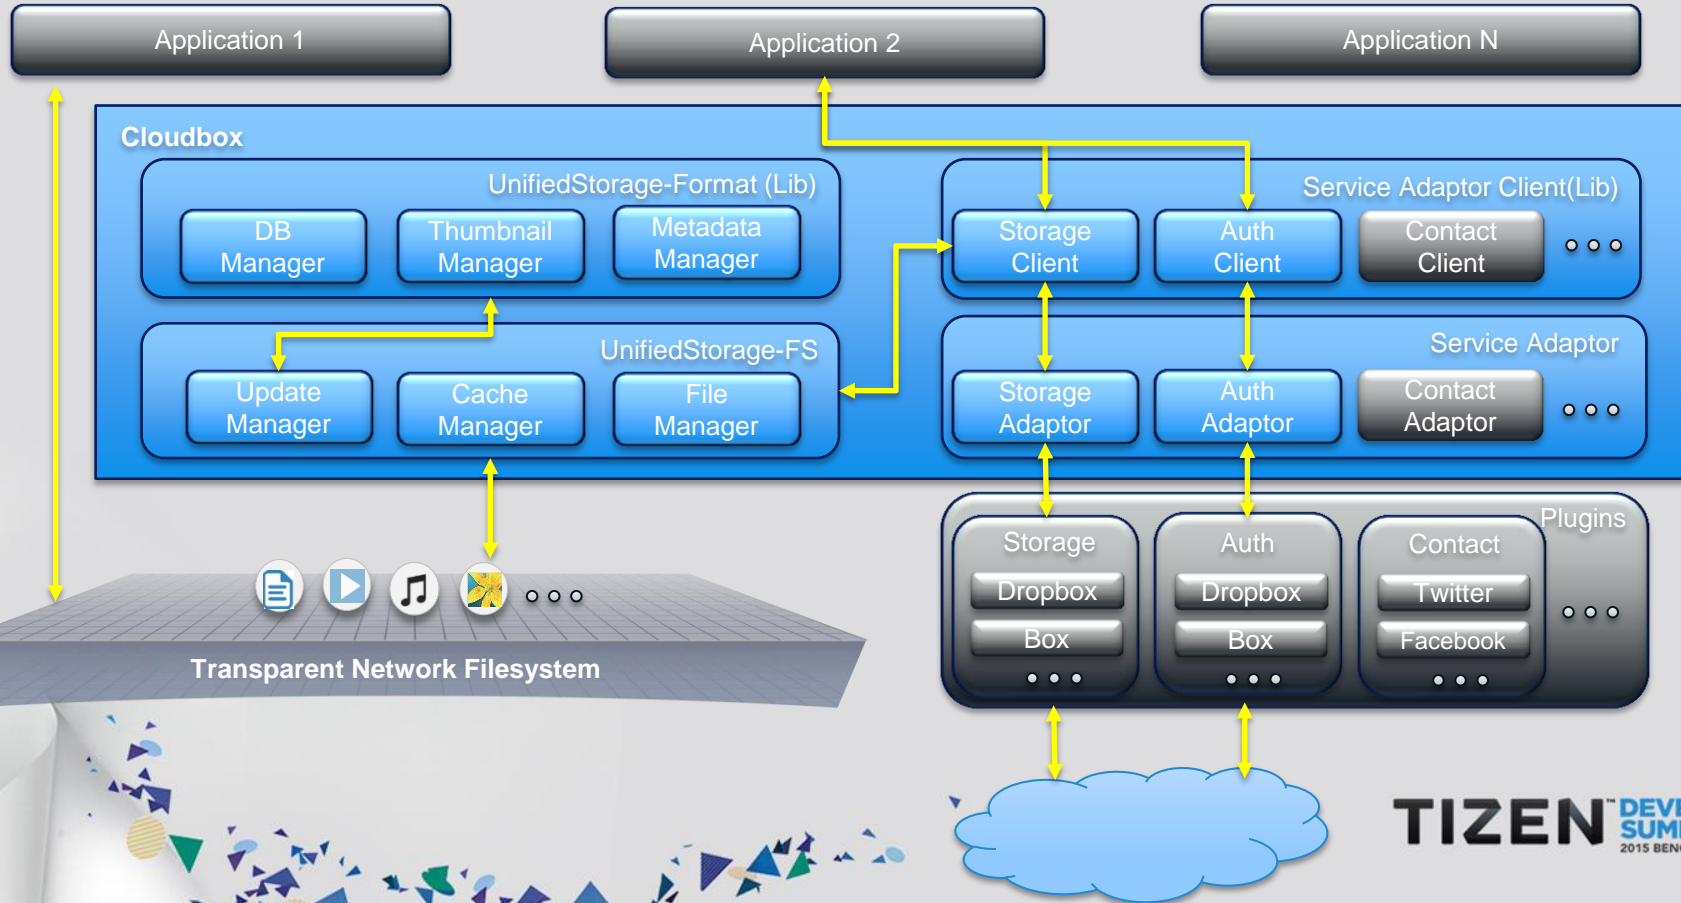 Application 1
Application 2
Application N
Cloudbox
UnifiedStorage-Format (Lib)
DB
Manager
Thumbnail
Manager
Metadata
Manager
Service Adaptor Client(Lib)
Storage
Client
Auth
Client
Contact
Client
UnifiedStorage-FS
Update
Manager
Cache
Manager
File
Manager
Service Adaptor
Storage
Adaptor
Auth
Adaptor
Contact
Adaptor
Plugins
Storage
Dropbox
Box
Auth
Dropbox
Box
Contact
Twitter
Facebook
Transparent Network Filesystem
TIZEN™
2015